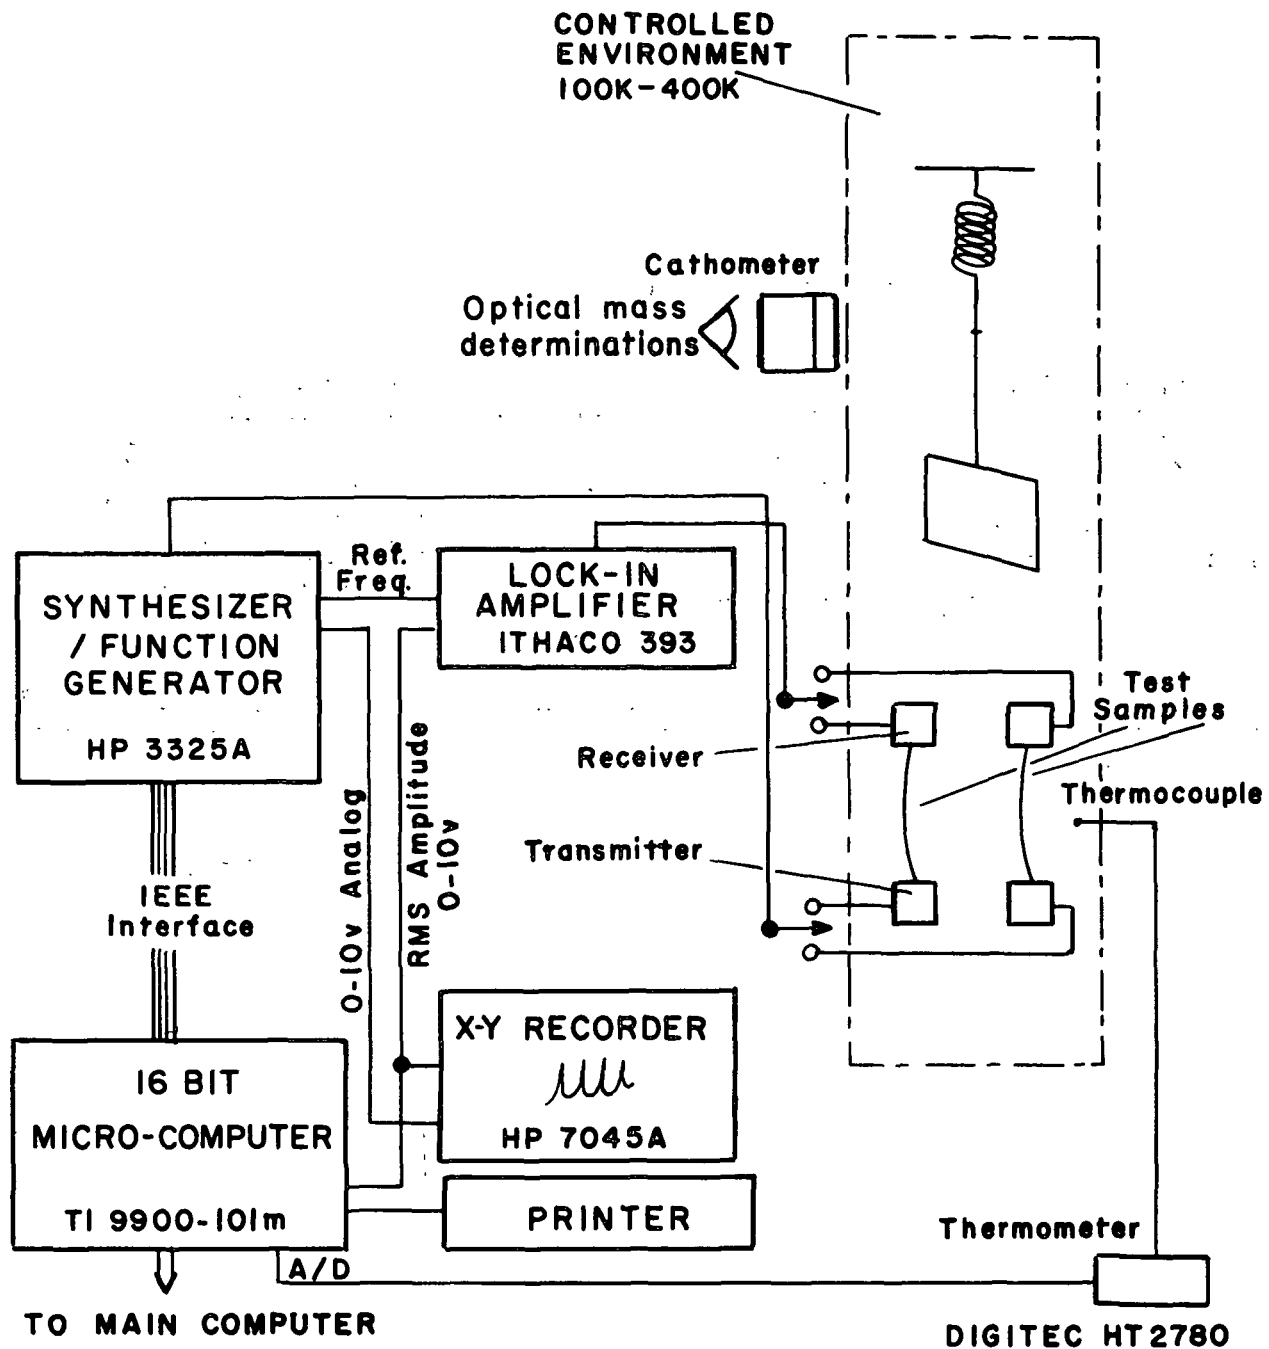 CONTROLLED
ENVIRONMENT
100K-400K
Cathometer
Optical mass
determinations
Ref.
Freq.
LOCK-IN
AMPLIFIER
ITHACO 393
SYNTHESIZER
/ FUNCTION
GENERATOR
HP 3325A
Test
Samples
Receiver
Thermocouple
Transmitter
0-10v Analog
RMS Amplitude
0-10v
IEEE
Interface
X-Y RECORDER
HP 7045A
16 BIT
MICRO-COMPUTER
TI 9900-101m
PRINTER
Thermometer
A/D
TO MAIN COMPUTER
DIGITEC HT2780